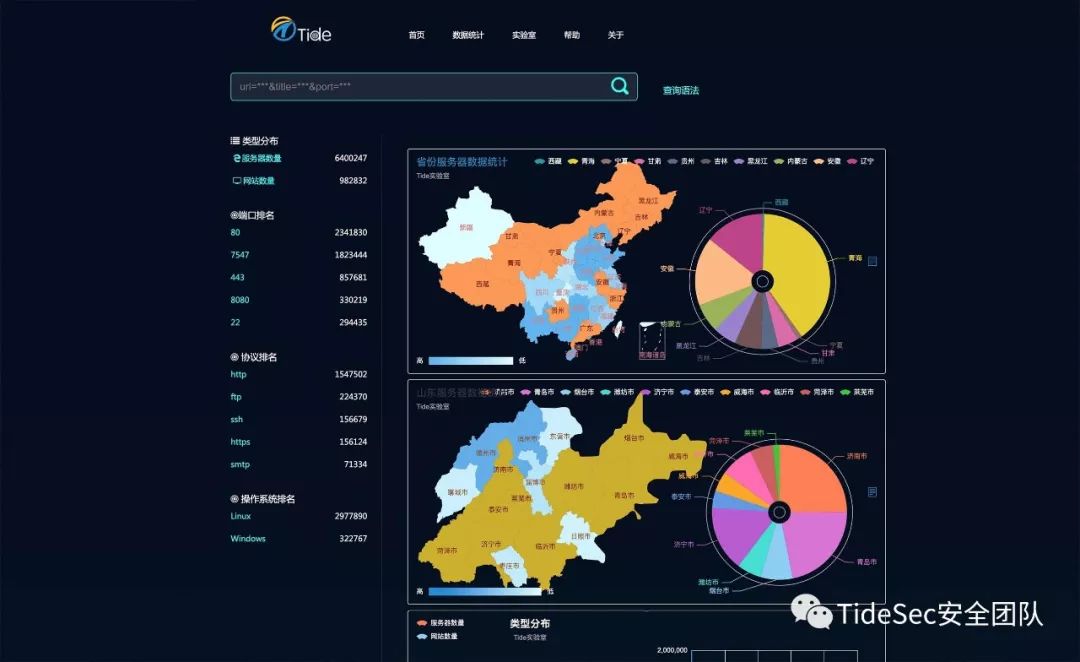 Tide
首页 数据统计 实验室 帮助 关于
url=***&title=***&port=***
查询语法
类型分布
服务器数量 6400247
网站数量 982832
端口排名
80 2341830
7547 1823444
443 857681
8080 330219
22 294435
协议排名
http 1547502
ftp 224370
ssh 156679
https 156124
smtp 71334
操作系统排名
Linux 2977890
Windows 322767
省份服务器数据统计
Tide实验室
西藏 青海 宁夏 甘肃 贵州 吉林 黑龙江 内蒙古 安徽 辽宁
黑龙江
内蒙古
吉林
新疆
辽宁
甘肃
北京
宁夏
青海
西藏
安徽
四川 重庆 湖北
浙江
贵州
广东
香港
澳门
南海诸岛
高 低
西藏
辽宁
青海
安徽
内蒙古
黑龙江
吉林
宁夏
甘肃
贵州
山东服务器数据
Tide实验室
青岛市 烟台市 潍坊市 济宁市 泰安市 威海市 临沂市 菏泽市 莱芜市
东营市
滨州市
烟台市
德州市
威海市
济南市
淄博市
潍坊市
聊城市
青岛市
莱芜市
泰安市
日照市
济宁市
临沂市
菏泽市
枣庄市
高 低
莱芜市
菏泽市
济南市
威海市
泰安市
济宁市
潍坊市
烟台市
青岛市
服务器数量
网站数量
类型分布
Tide实验室
2,000,000
TideSec安全团队